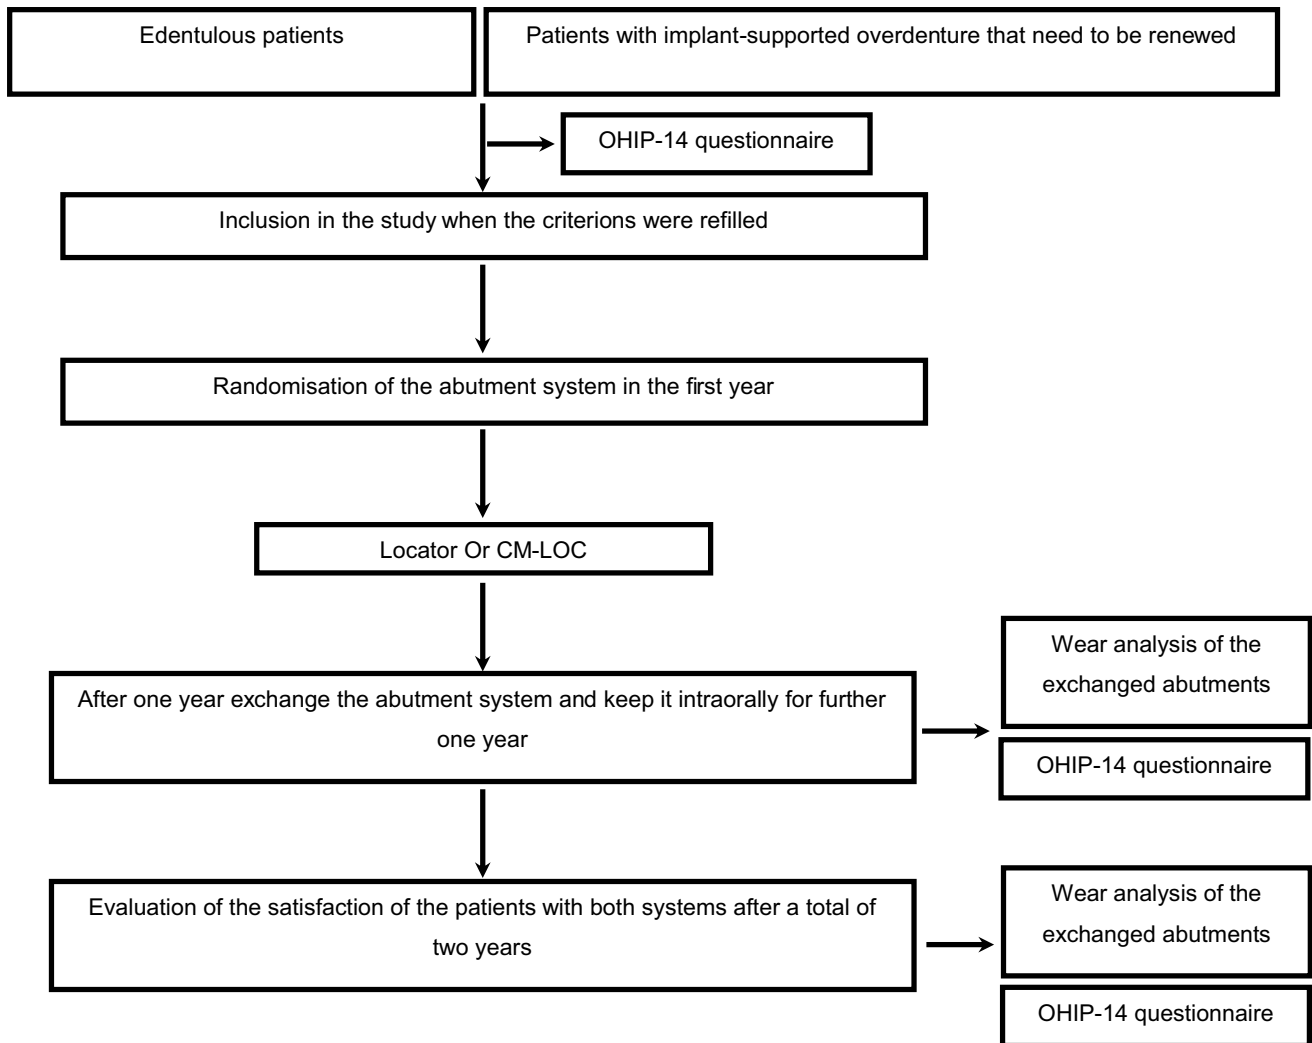 Edentulous patients
Patients with implant-supported overdenture that need to be renewed
OHIP-14 questionnaire
Inclusion in the study when the criterions were refilled
Randomisation of the abutment system in the first year
Locator Or CM-LOC
After one year exchange the abutment system and keep it intraorally for further
one year
Wear analysis of the
exchanged abutments
OHIP-14 questionnaire
Evaluation of the satisfaction of the patients with both systems after a total of
two years
Wear analysis of the
exchanged abutments
OHIP-14 questionnaire